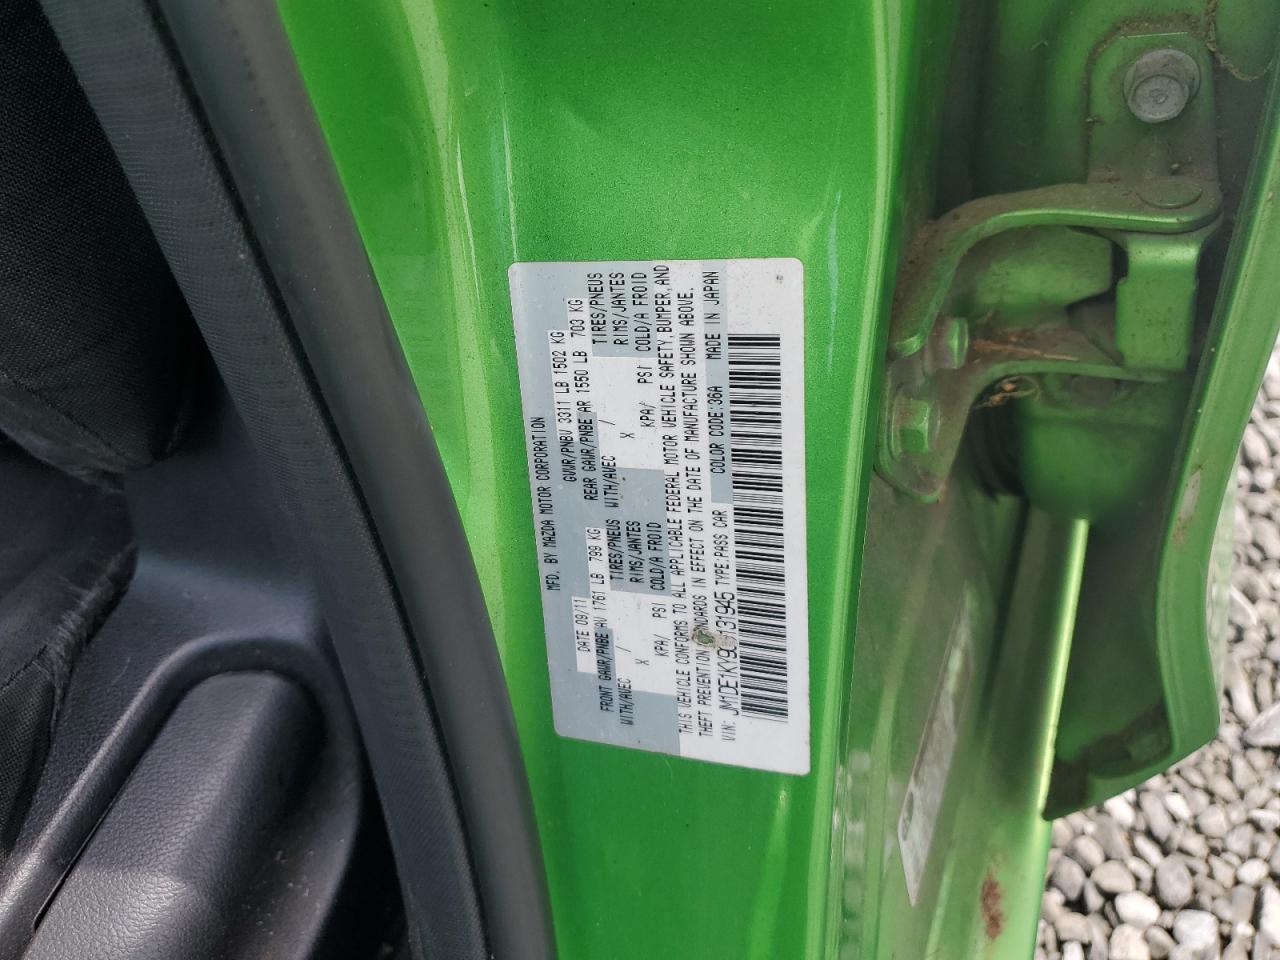 MFD. BY MAZDA MOTOR CORPORATION
DATE 09/11 GVWR/PNBV 3311 LB 1502 KG
FRONT GAWR/PNBE AV 1761 LB 799 KG REAR GAWR/PNBE AR 1550 LB 703 KG
WITH/AVEC / TIRES/PNEUS WITH/AVEC / TIRES/PNEUS
X RIMS/JANTES X RIMS/JANTES
KPA/ PSI COLD/A FROID KPA/ PSI COLD/A FROID
THIS VEHICLE CONFORMS TO ALL APPLICABLE FEDERAL MOTOR VEHICLE SAFETY, BUMPER, AND
THEFT PREVENTION STANDARDS IN EFFECT ON THE DATE OF MANUFACTURE SHOWN ABOVE.
VIN: JM1DE1KY9C0131945 TYPE:PASS CAR COLOR CODE:36A MADE IN JAPAN